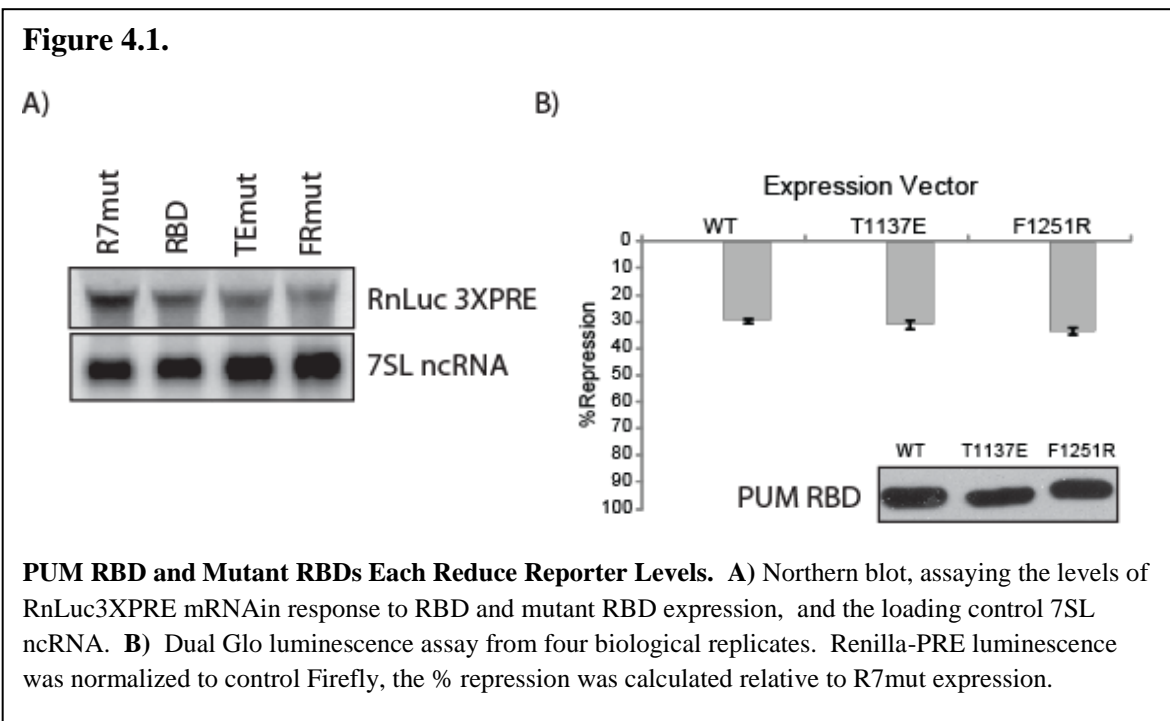 Figure 4.1.
A)
R7mut
RBD
TEmut
FRmut
RnLuc 3XPRE
7SL ncRNA
B)
Expression Vector
WT T1137E F1251R
%Repression
0
10
20
30
40
50
60
70
80
90
100
WT T1137E F1251R
PUM RBD
PUM RBD and Mutant RBDs Each Reduce Reporter Levels. A) Northern blot, assaying the levels of
RnLuc3XPRE mRNAin response to RBD and mutant RBD expression, and the loading control 7SL
ncRNA. B) Dual Glo luminescence assay from four biological replicates. Renilla-PRE luminescence
was normalized to control Firefly, the % repression was calculated relative to R7mut expression.